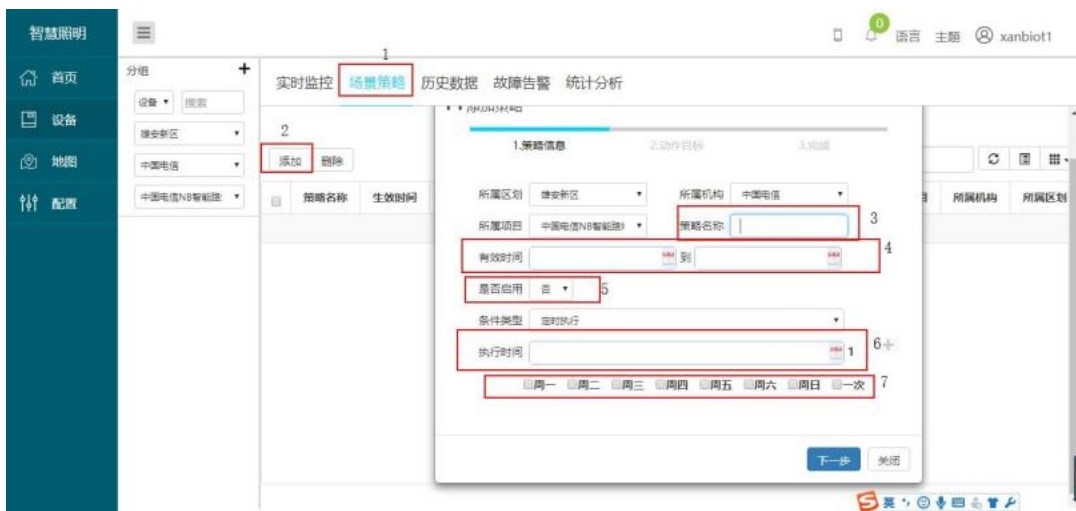 智慧照明
0
语言 主题 xanbiot1
首页
设备
地图
配置
分组 +
设备
搜索
雄安新区
中国电信
中国电信NB智能路
1
实时监控 场景策略 历史数据 故障告警 统计分析
2
添加 删除
策略名称 生效时间 所属机构 所属区划
添加策略
1.策略信息 2.动作目标 3.完成
所属区划 雄安新区 所属机构 中国电信
所属项目 中国电信NB智能路 策略名称 3
有效时间 到 4
是否启用 否 5
条件类型 定时执行
执行时间 1 6+
周一 周二 周三 周四 周五 周六 周日 一次 7
下一步 关闭
英